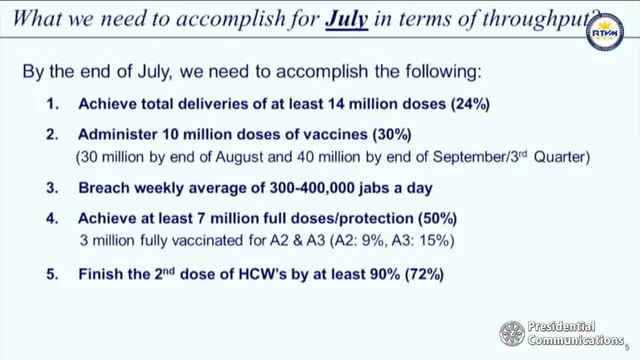 What we need to accomplish for July in terms of throughput?
RTVM
By the end of July, we need to accomplish the following:
1. Achieve total deliveries of at least 14 million doses (24%)
2. Administer 10 million doses of vaccines (30%)
(30 million by end of August and 40 million by end of September/3rd Quarter)
3. Breach weekly average of 300-400,000 jabs a day
4. Achieve at least 7 million full doses/protection (50%)
3 million fully vaccinated for A2 & A3 (A2: 9%, A3: 15%)
5. Finish the 2nd dose of HCW's by at least 90% (72%)
Presidential
Communications
5